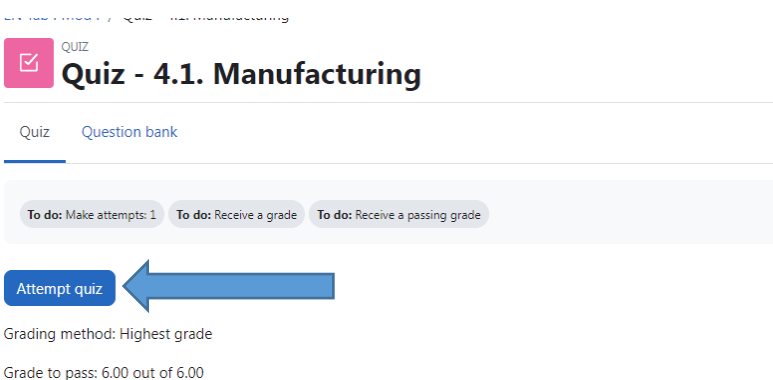 QUIZ
Quiz - 4.1. Manufacturing
Quiz Question bank
To do: Make attempts: 1 To do: Receive a grade To do: Receive a passing grade
Attempt quiz
Grading method: Highest grade
Grade to pass: 6.00 out of 6.00